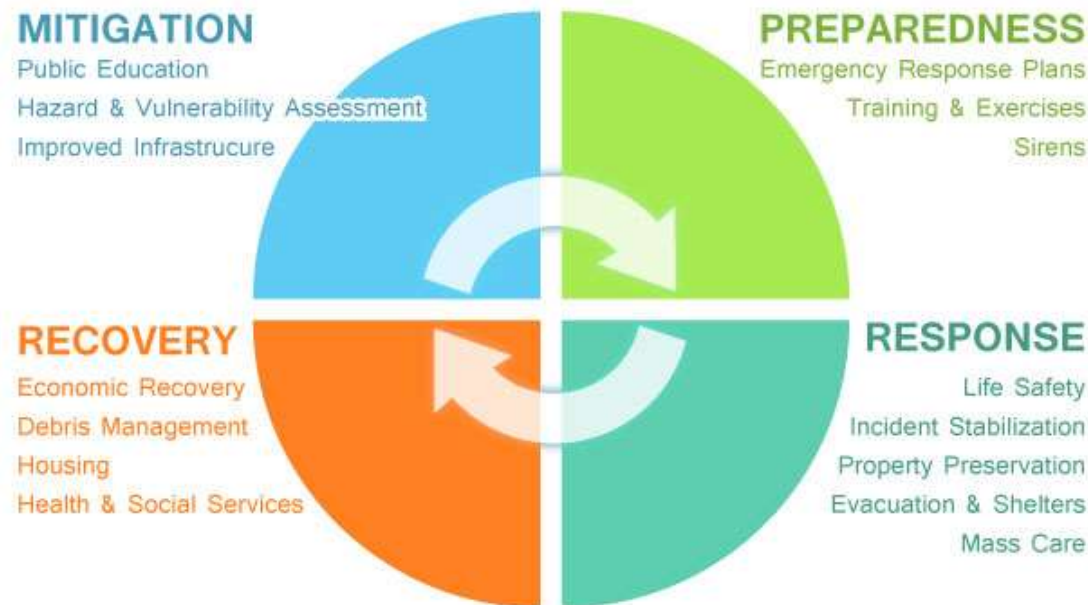 MITIGATION
Public Education
Hazard & Vulnerability Assessment
Improved Infrastrucure
PREPAREDNESS
Emergency Response Plans
Training & Exercises
Sirens
RECOVERY
Economic Recovery
Debris Management
Housing
Health & Social Services
RESPONSE
Life Safety
Incident Stabilization
Property Preservation
Evacuation & Shelters
Mass Care